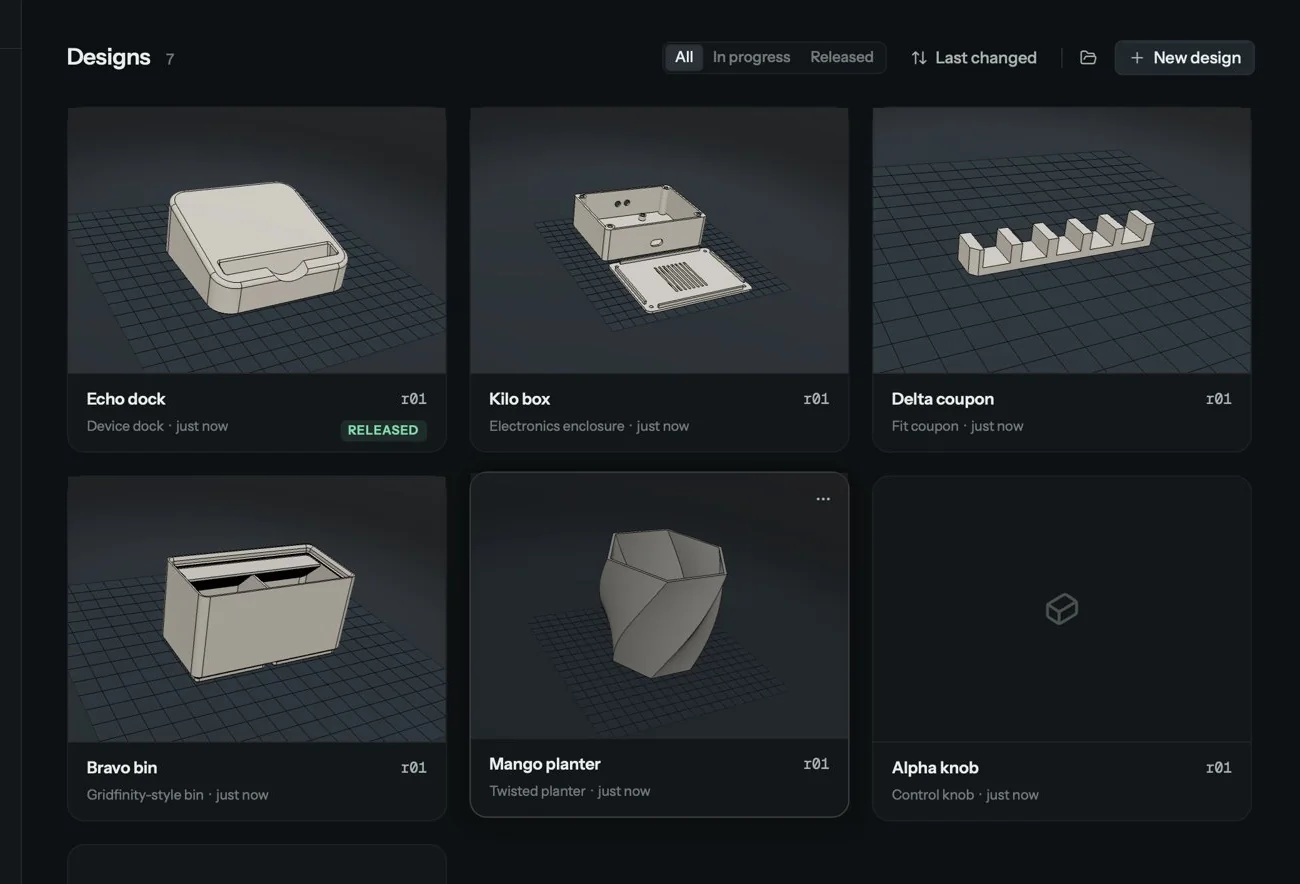 Designs 7
All In progress Released Last changed + New design
Echo dock r01
Device dock · just now RELEASED
Kilo box r01
Electronics enclosure · just now
Delta coupon r01
Fit coupon · just now
Bravo bin r01
Gridfinity-style bin · just now
Mango planter r01
Twisted planter · just now
Alpha knob r01
Control knob · just now